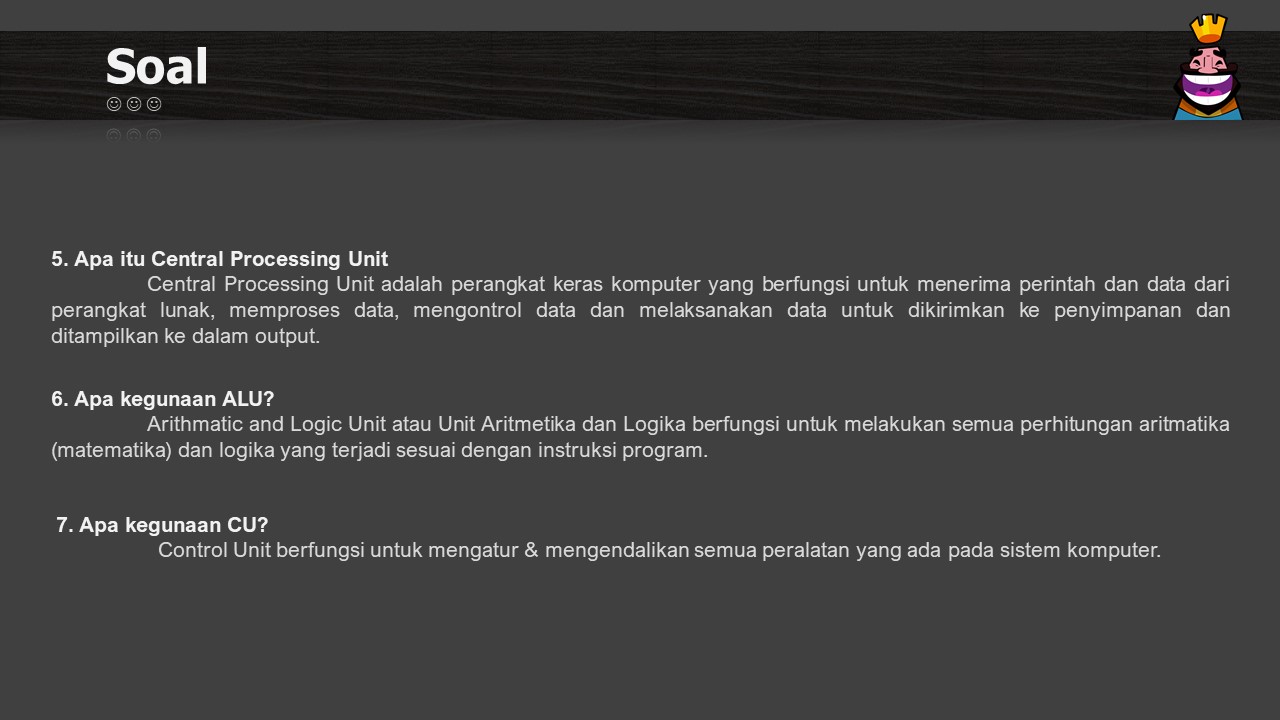 Soal
☺☺☺
5. Apa itu Central Processing Unit
Central Processing Unit adalah perangkat keras komputer yang berfungsi untuk menerima perintah dan data dari
perangkat lunak, memproses data, mengontrol data dan melaksanakan data untuk dikirimkan ke penyimpanan dan
ditampilkan ke dalam output.
6. Apa kegunaan ALU?
Arithmatic and Logic Unit atau Unit Aritmetika dan Logika berfungsi untuk melakukan semua perhitungan aritmatika
(matematika) dan logika yang terjadi sesuai dengan instruksi program.
7. Apa kegunaan CU?
Control Unit berfungsi untuk mengatur & mengendalikan semua peralatan yang ada pada sistem komputer.